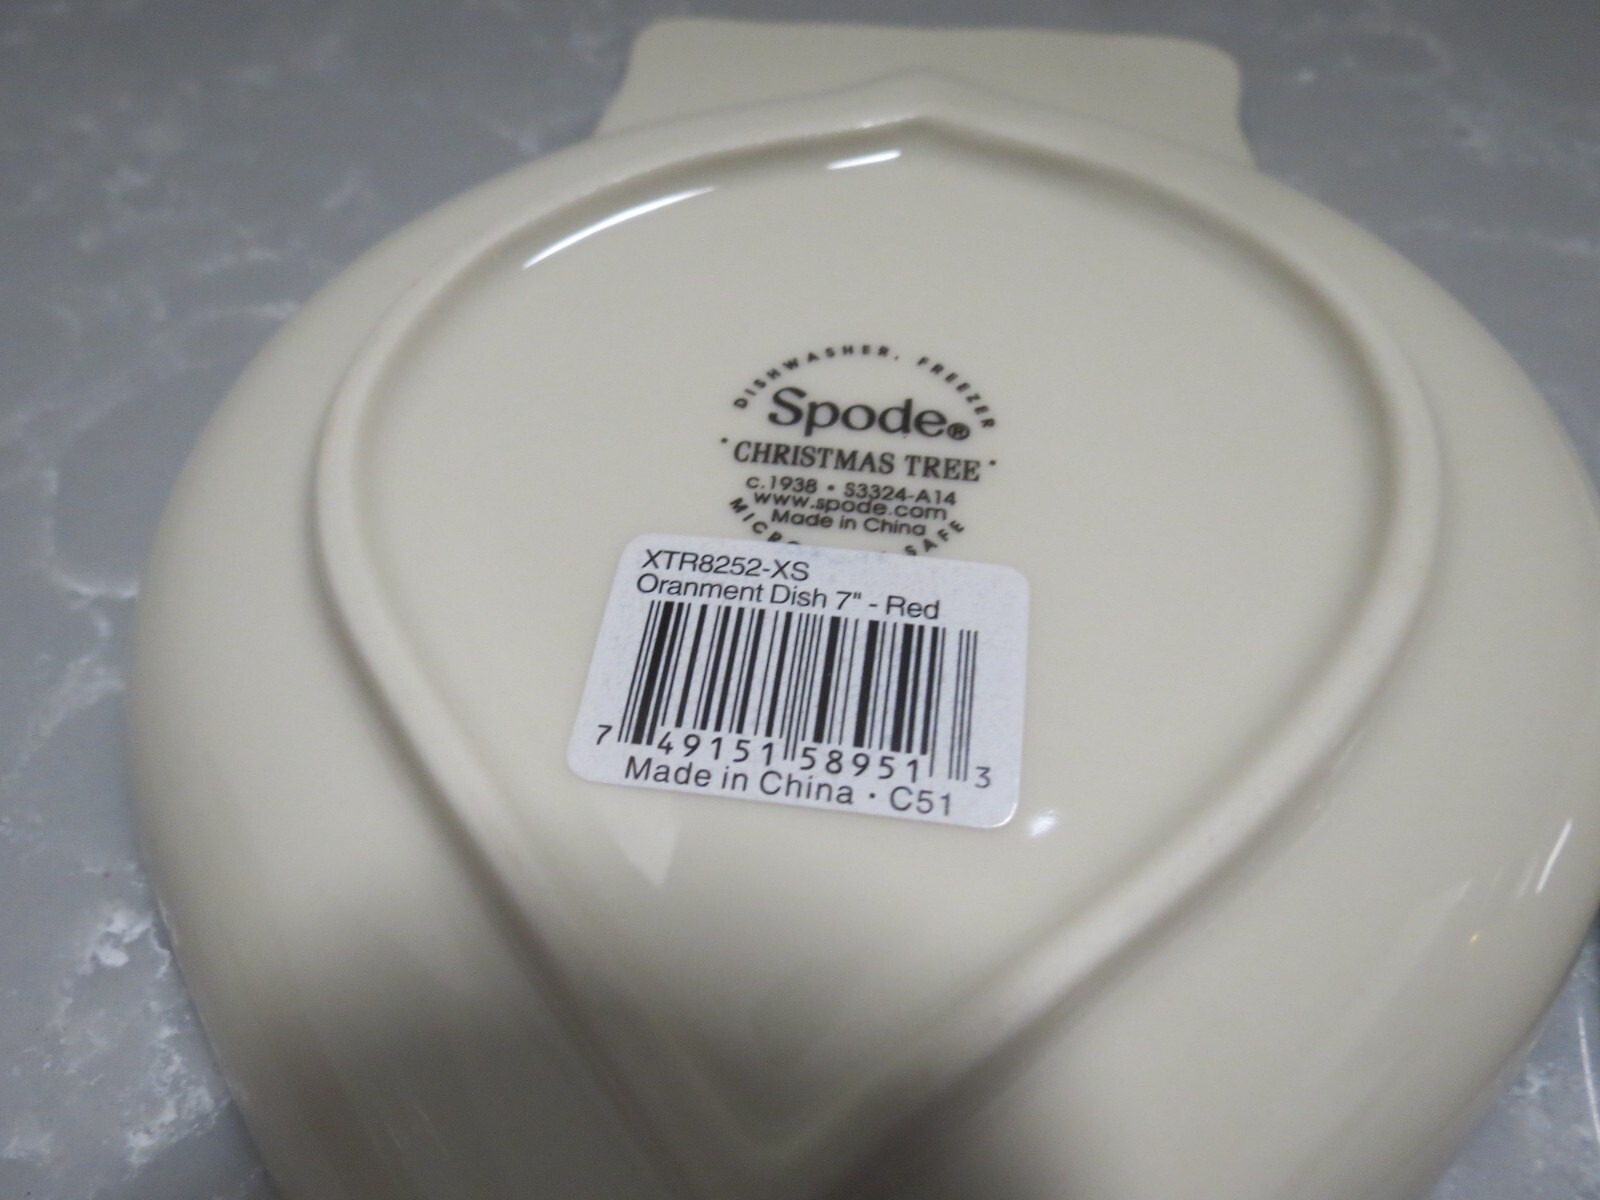 DISHWASHER, FREEZER
Spode®
· CHRISTMAS TREE ·
c.1938 • S3324-A14
www.spode.com
Made in China
SAFE
XTR8252-XS
Oranment Dish 7" - Red
7 49151 58951 3
Made in China · C51